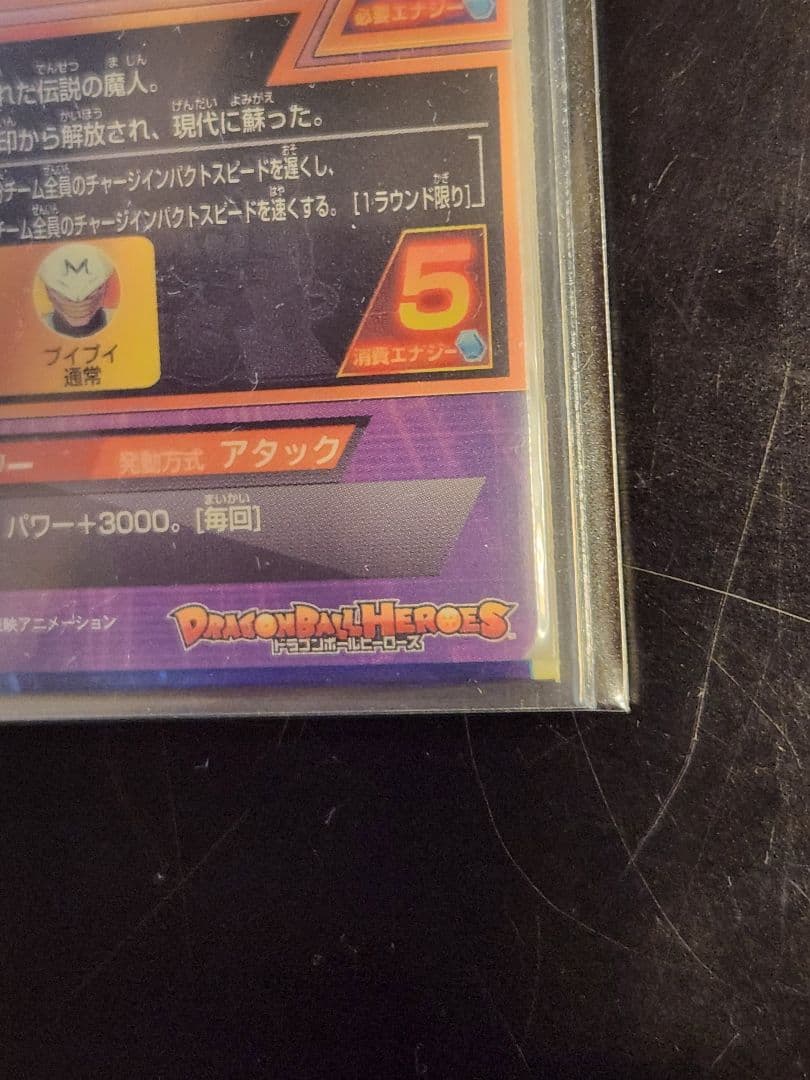 必要エナジー
れた伝説の魔人。
印から解放され、現代に蘇った。
チーム全員のチャージインパクトスピードを遅くし、
チーム全員のチャージインパクトスピードを速くする。[1ラウンド限り]
M
5
ブイブイ
通常
消費エナジー
ー
発動方式 アタック
パワー+3000。[毎回]
映アニメーション
DRAGONBALL HEROES
ドラゴンボールヒーローズ